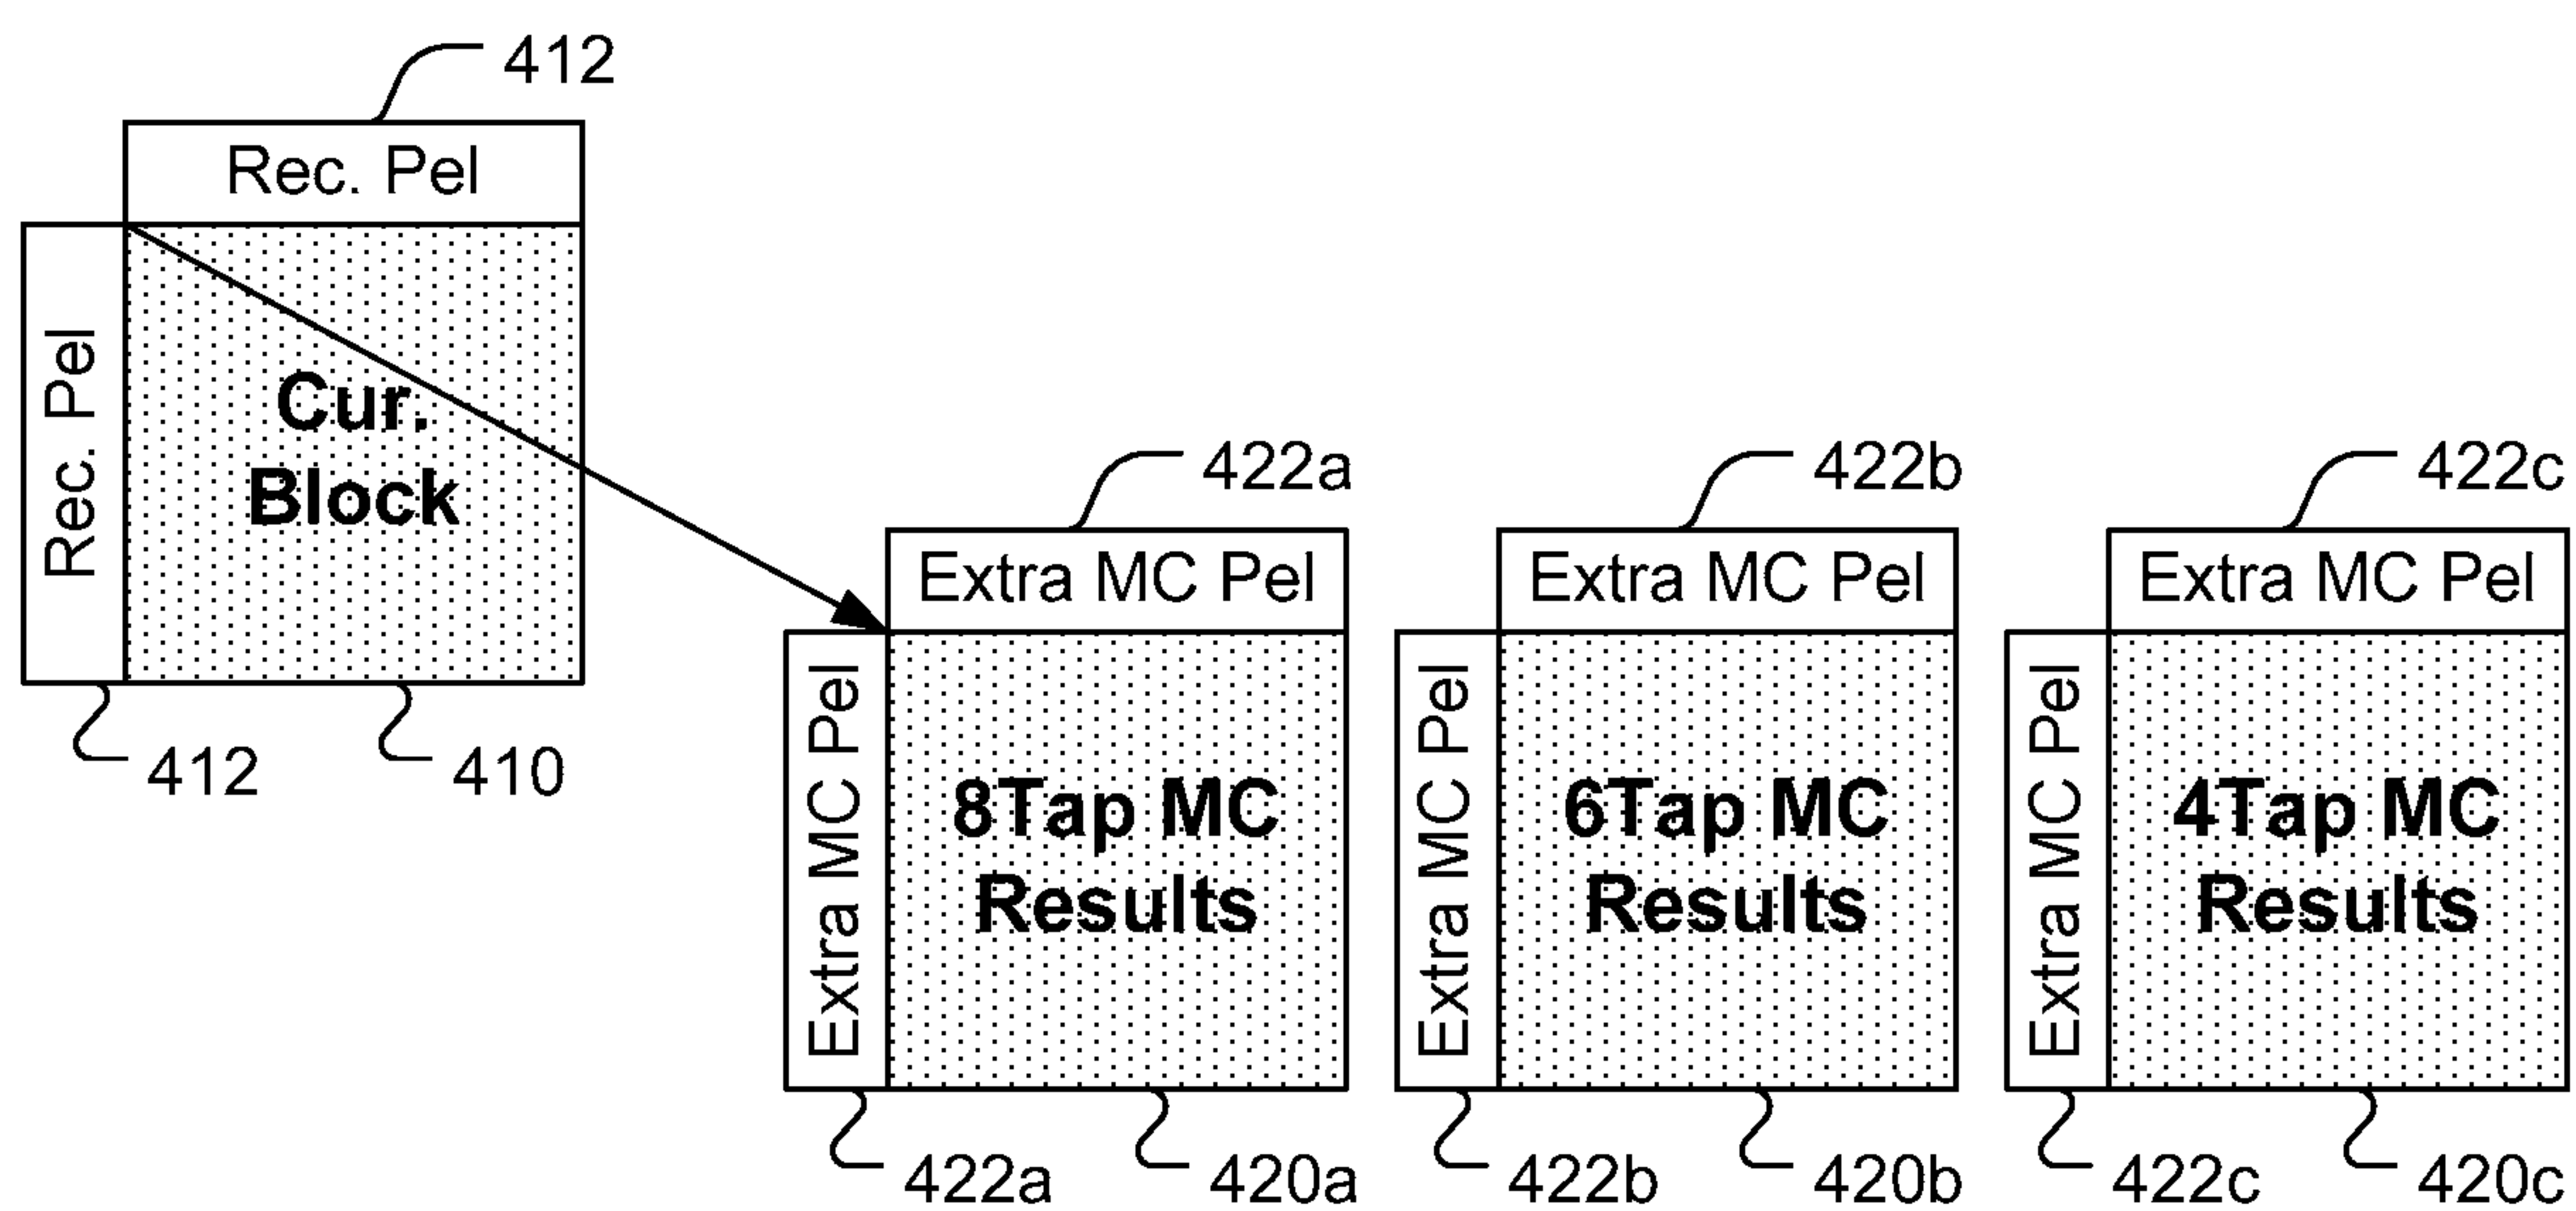 412
Rec. Pel
Rec. Pel
Cur.
Block
412
410
422a
422b
422c
Extra MC Pel
Extra MC Pel
Extra MC Pel
Extra MC Pel
8Tap MC
Results
Extra MC Pel
6Tap MC
Results
Extra MC Pel
4Tap MC
Results
422a
420a
422b
420b
422c
420c